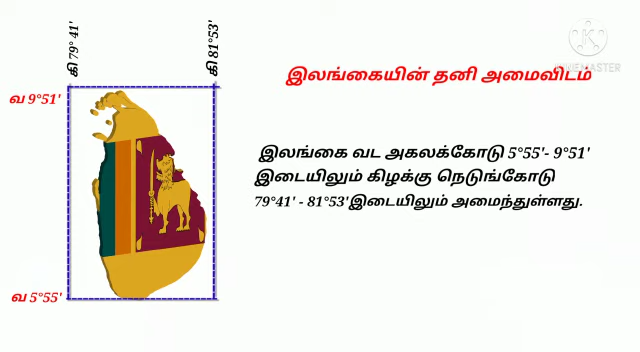 கி 79° 41'
கி 81°53'
KINEMASTER
இலங்கையின் தனி அமைவிடம்
வ 9°51'
இலங்கை வட அகலக்கோடு 5°55'- 9°51'
இடையிலும் கிழக்கு நெடுங்கோடு
79°41' - 81°53'இடையிலும் அமைந்துள்ளது.
வ 5°55'